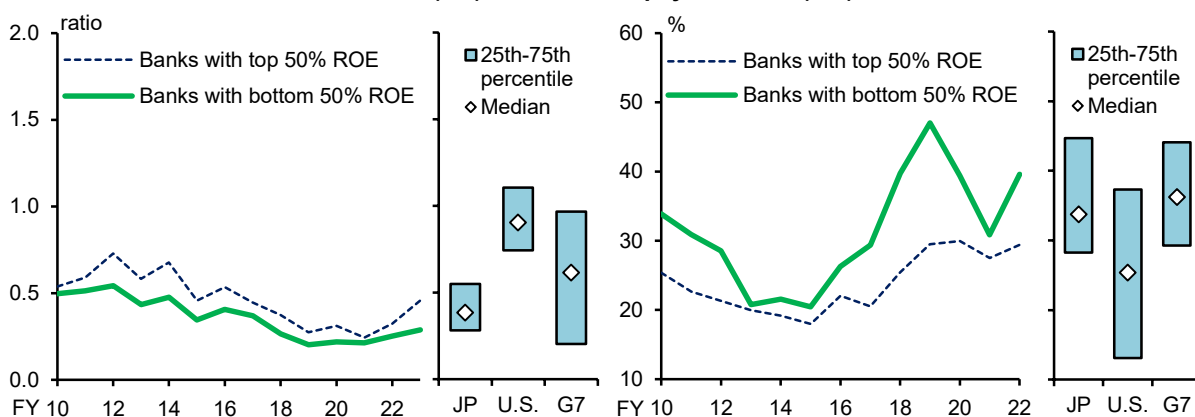 ratio
2.0
1.5
1.0
0.5
0.0
Banks with top 50% ROE
Banks with bottom 50% ROE
FY 10 12 14 16 18 20 22
25th-75th
percentile
Median
JP U.S. G7
%
60
50
40
30
20
10
Banks with top 50% ROE
Banks with bottom 50% ROE
FY 10 12 14 16 18 20 22
25th-75th
percentile
Median
JP U.S. G7